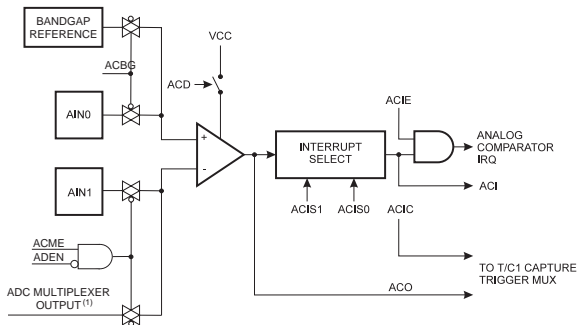 BANDGAP
REFERENCE
VCC
ACBG
ACD
AIN0
ACIE
+
-
INTERRUPT
SELECT
ANALOG
COMPARATOR
IRQ
AIN1
ACI
ACIS1 ACIS0
ACIC
ACME
ADEN
TO T/C1 CAPTURE
TRIGGER MUX
ADC MULTIPLEXER
OUTPUT(1)
ACO